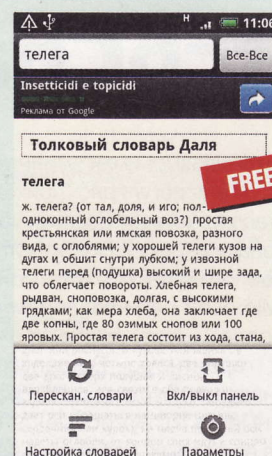 H 11:06
телега Все-Все
Insetticidi e topicidi
Реклама от Google
Толковый словарь Даля
FREE
телега
ж. телега? (от тал, доля, и иго; пол-
одноконный оглобельный воз?) простая
крестьянская или ямская повозка, разного
вида, с оглоблями; у хорошей телеги кузов на
дугах и обшит снутри лубком; у извозной
телеги перед (подушка) высокий и шире зада,
что облегчает повороты. Хлебная телега,
рыдван, сноповозка, долгая, с высокими
грядками; как мера хлеба, она заключает где
две копны, где 80 озимых снопов или 100
яровых. Простая телега состоит из хода, стана,
Перескан. словари Вкл/выкл панель
Настройка словарей Параметры